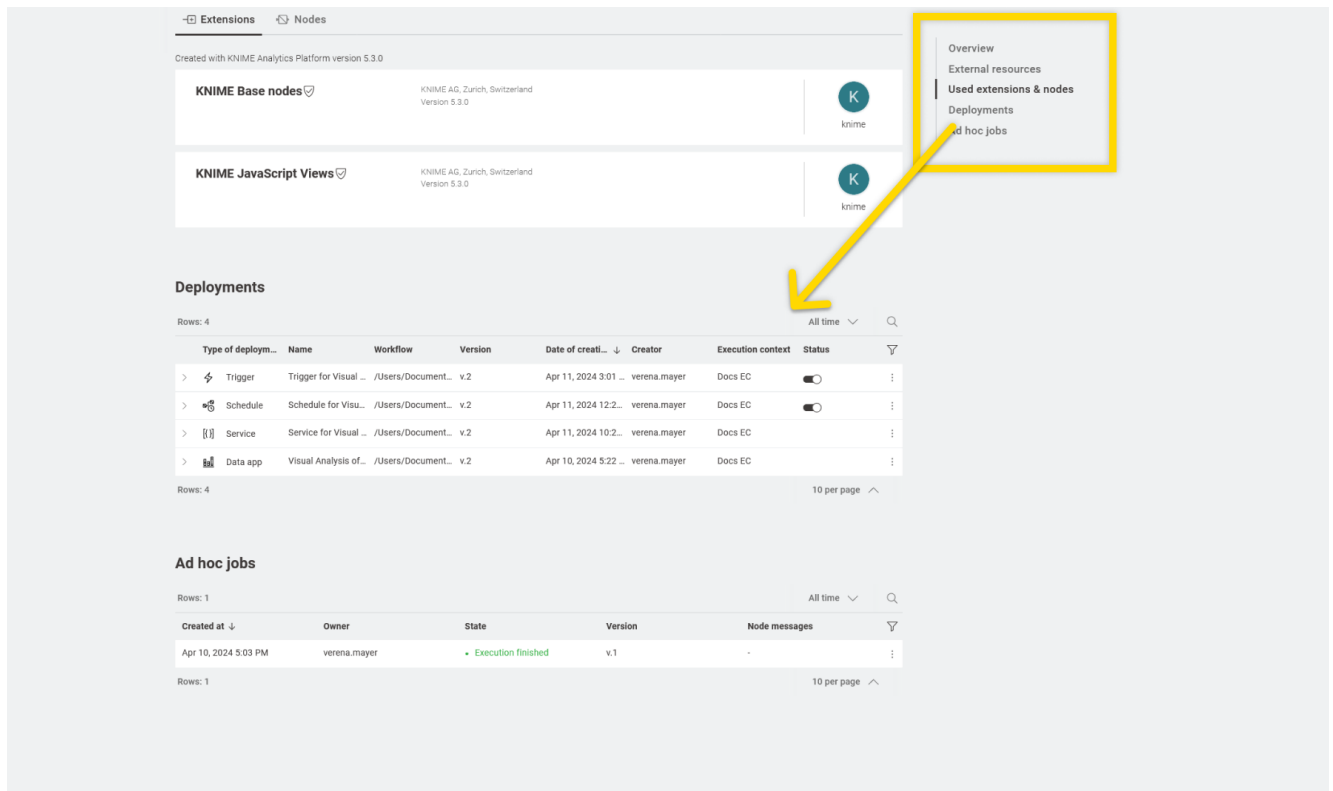 Extensions Nodes
Created with KNIME Analytics Platform version 5.3.0
KNIME Base nodes
KNIME AG, Zurich, Switzerland
Version 5.3.0
K
knime
KNIME JavaScript Views
KNIME AG, Zurich, Switzerland
Version 5.3.0
K
knime
Overview
External resources
Used extensions & nodes
Deployments
Ad hoc jobs
Deployments
Rows: 4 All time
Type of deploym... Name Workflow Version Date of creati... Creator Execution context Status
Trigger Trigger for Visual ... /Users/Document... v.2 Apr 11, 2024 3:01 ... verena.mayer Docs EC
Schedule Schedule for Visu... /Users/Document... v.2 Apr 11, 2024 12:2... verena.mayer Docs EC
Service Service for Visual ... /Users/Document... v.2 Apr 11, 2024 10:2... verena.mayer Docs EC
Data app Visual Analysis of... /Users/Document... v.2 Apr 10, 2024 5:22 ... verena.mayer Docs EC
Rows: 4 10 per page
Ad hoc jobs
Rows: 1 All time
Created at Owner State Version Node messages
Apr 10, 2024 5:03 PM verena.mayer Execution finished v.1 -
Rows: 1 10 per page